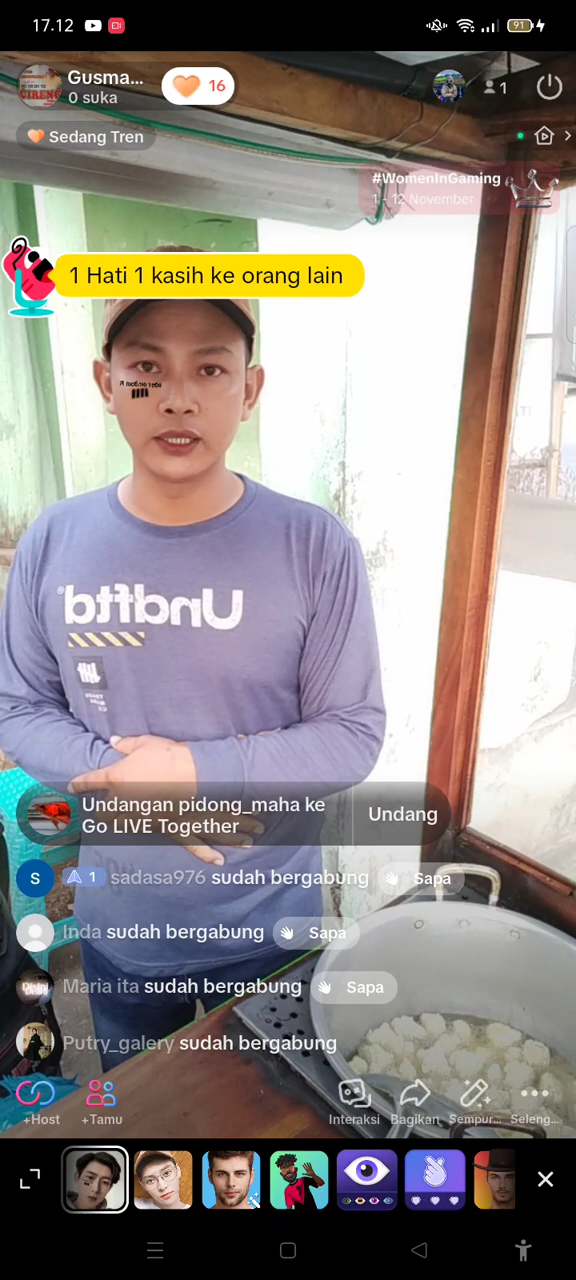 17.12
91
Gusma...
0 suka
16
1
Sedang Tren
#WomenInGaming
1 - 12 November
1 Hati 1 kasih ke orang lain
Undftd
Undangan pidong_maha ke
Go LIVE Together
Undang
S
1
sadasa976 sudah bergabung
Sapa
Inda sudah bergabung
Sapa
Maria ita sudah bergabung
Sapa
Putry_galery sudah bergabung
+Host
+Tamu
Interaksi
Bagikan
Sempur...
Seleng...